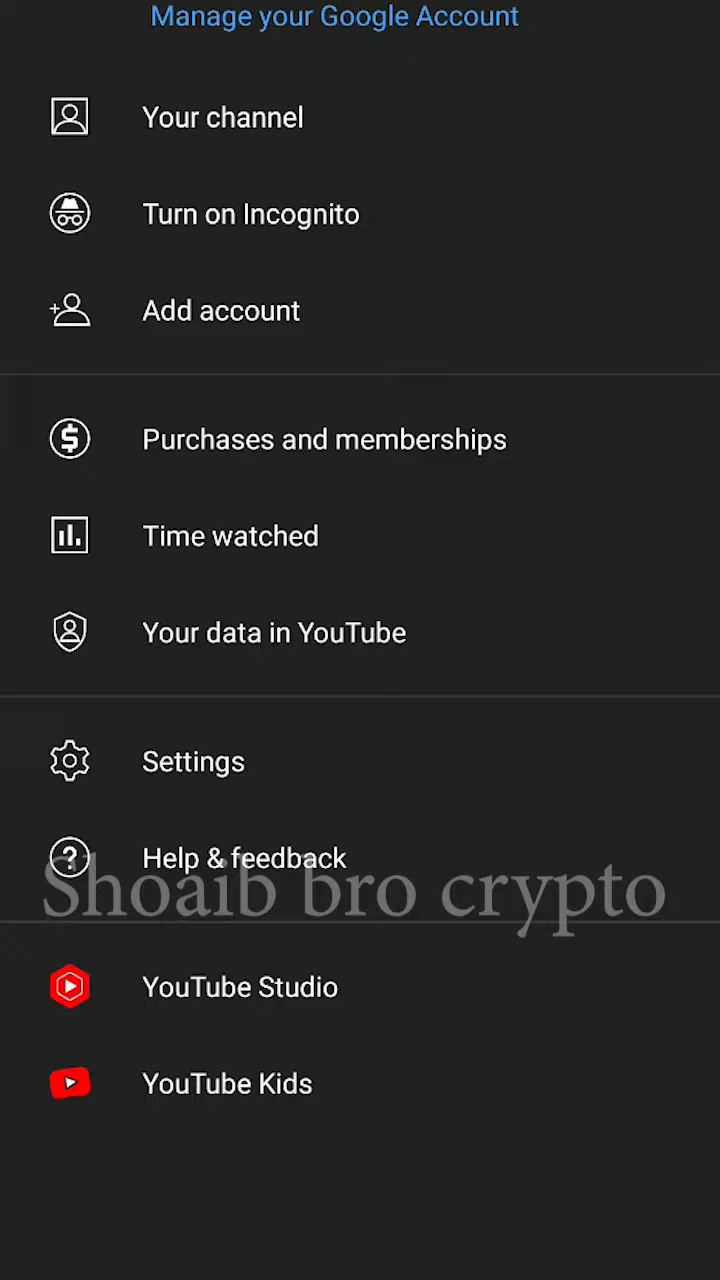 Manage your Google Account
Your channel
Turn on Incognito
Add account
Purchases and memberships
Time watched
Your data in YouTube
Settings
Help & feedback
Shoaib bro crypto
YouTube Studio
YouTube Kids